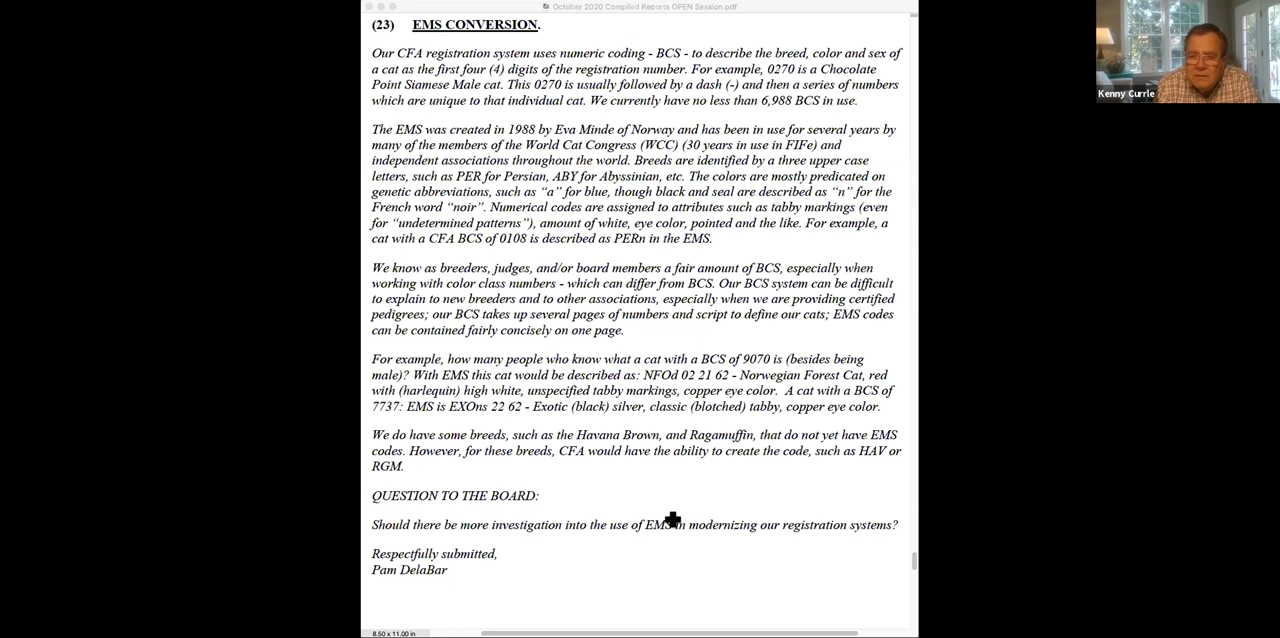 October 2020 Compiled Reports OPEN Session.pdf
(23) EMS CONVERSION.
Our CFA registration system uses numeric coding - BCS - to describe the breed, color and sex of
a cat as the first four (4) digits of the registration number. For example, 0270 is a Chocolate
Point Siamese Male cat. This 0270 is usually followed by a dash (-) and then a series of numbers
which are unique to that individual cat. We currently have no less than 6,988 BCS in use.
The EMS was created in 1988 by Eva Minde of Norway and has been in use for several years by
many of the members of the World Cat Congress (WCC) (30 years in use in FIFe) and
independent associations throughout the world. Breeds are identified by a three upper case
letters, such as PER for Persian, ABY for Abyssinian, etc. The colors are mostly predicated on
genetic abbreviations, such as “a” for blue, though black and seal are described as “n” for the
French word “noir”. Numerical codes are assigned to attributes such as tabby markings (even
for “undetermined patterns”), amount of white, eye color, pointed and the like. For example, a
cat with a CFA BCS of 0108 is described as PERn in the EMS.
We know as breeders, judges, and/or board members a fair amount of BCS, especially when
working with color class numbers - which can differ from BCS. Our BCS system can be difficult
to explain to new breeders and to other associations, especially when we are providing certified
pedigrees; our BCS takes up several pages of numbers and script to define our cats; EMS codes
can be contained fairly concisely on one page.
For example, how many people who know what a cat with a BCS of 9070 is (besides being
male)? With EMS this cat would be described as: NFOd 02 21 62 - Norwegian Forest Cat, red
with (harlequin) high white, unspecified tabby markings, copper eye color. A cat with a BCS of
7737: EMS is EXOns 22 62 - Exotic (black) silver, classic (blotched) tabby, copper eye color.
We do have some breeds, such as the Havana Brown, and Ragamuffin, that do not yet have EMS
codes. However, for these breeds, CFA would have the ability to create the code, such as HAV or
RGM.
QUESTION TO THE BOARD:
Should there be more investigation into the use of EMS in modernizing our registration systems?
Respectfully submitted,
Pam DelaBar
8.50 x 11.00 in
Kenny Currle